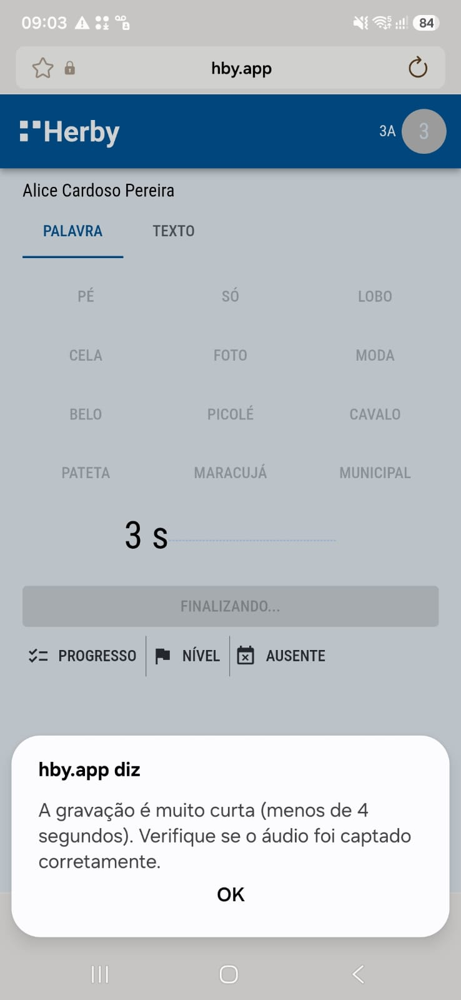 09:03
84
hby.app
Herby
3A 3
Alice Cardoso Pereira
PALAVRA TEXTO
PÉ SÓ LOBO
CELA FOTO MODA
BELO PICOLÉ CAVALO
PATETA MARACUJÁ MUNICIPAL
3 s
FINALIZANDO...
PROGRESSO NÍVEL AUSENTE
hby.app diz
A gravação é muito curta (menos de 4
segundos). Verifique se o áudio foi captado
corretamente.
OK